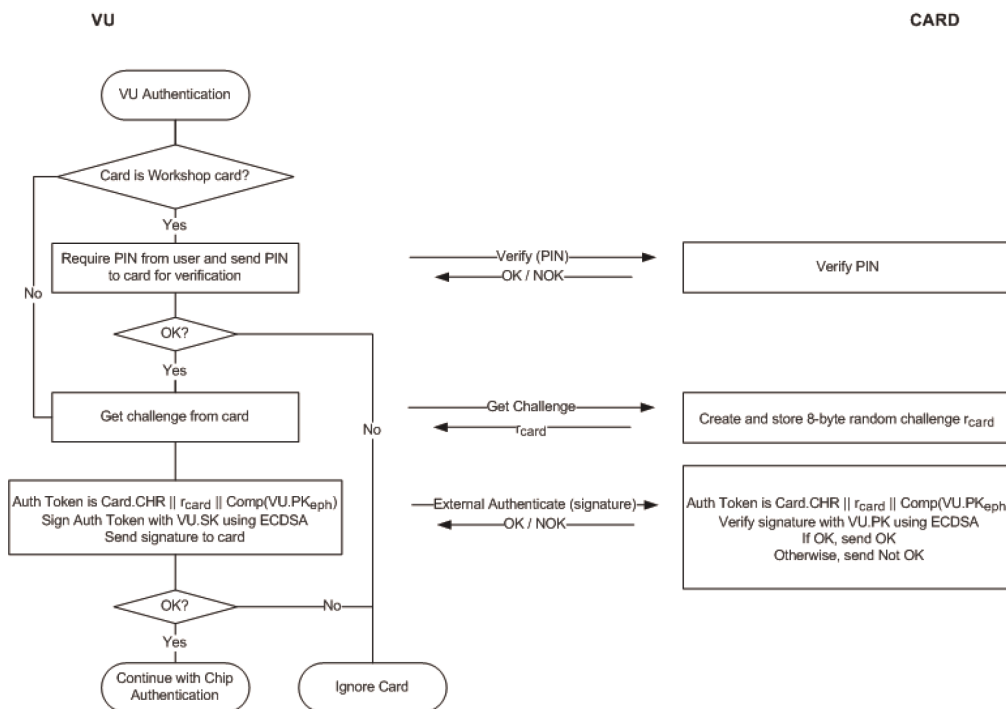 VU
CARD
VU Authentication
Card is Workshop card?
Yes
Require PIN from user and send PIN
to card for verification
Verify (PIN)
OK / NOK
Verify PIN
No
OK?
Yes
Get challenge from card
Get Challenge
rcard
Create and store 8-byte random challenge rcard
No
Auth Token is Card.CHR || rcard || Comp(VU.PKeph)
Sign Auth Token with VU.SK using ECDSA
Send signature to card
External Authenticate (signature)
OK / NOK
Auth Token is Card.CHR || rcard || Comp(VU.PKeph
Verify signature with VU.PK using ECDSA
If OK, send OK
Otherwise, send Not OK
OK?
No
Yes
Continue with Chip
Authentication
Ignore Card